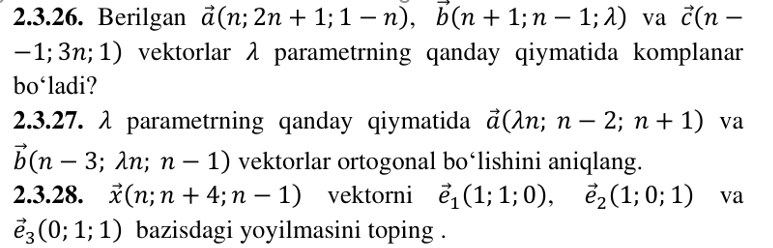 2.3.26. Berilgan a⃗(n; 2n + 1; 1 − n), b⃗(n + 1; n − 1; λ) va c⃗(n −
−1; 3n; 1) vektorlar λ parametrning qanday qiymatida komplanar
bo‘ladi?
2.3.27. λ parametrning qanday qiymatida a⃗(λn; n − 2; n + 1) va
b⃗(n − 3; λn; n − 1) vektorlar ortogonal bo‘lishini aniqlang.
2.3.28. x⃗(n; n + 4; n − 1) vektorni e⃗₁(1; 1; 0), e⃗₂(1; 0; 1) va
e⃗₃(0; 1; 1) bazisdagi yoyilmasini toping .